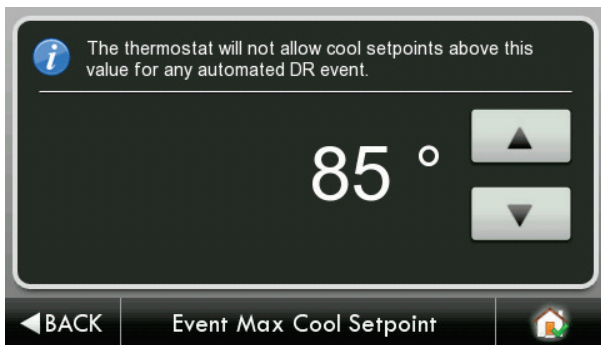 The thermostat will not allow cool setpoints above this
value for any automated DR event.
85 °
BACK
Event Max Cool Setpoint